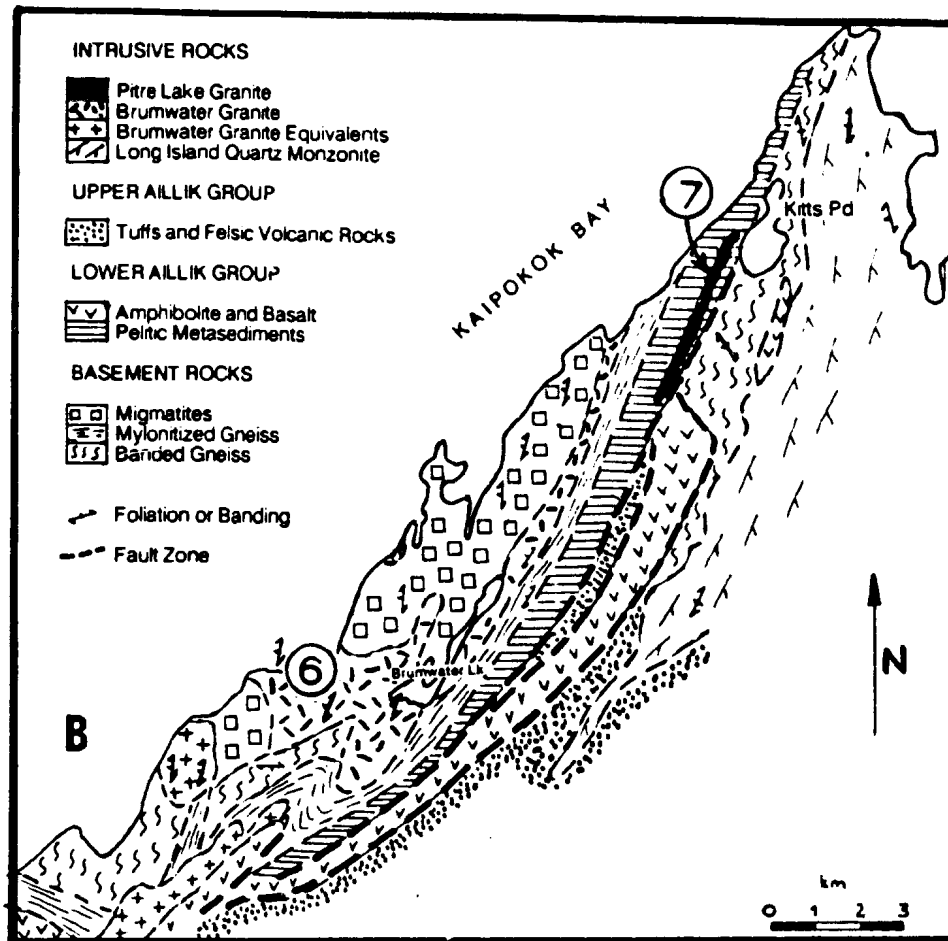 INTRUSIVE ROCKS
Pitre Lake Granite
Brumwater Granite
Brumwater Granite Equivalents
Long Island Quartz Monzonite
UPPER AILLIK GROUP
Tuffs and Felsic Volcanic Rocks
LOWER AILLIK GROUP
Amphibolite and Basalt
Pelitic Metasediments
BASEMENT ROCKS
Migmatites
Mylonitized Gneiss
Banded Gneiss
Foliation or Banding
Fault Zone
KAIPOKOK BAY
7
Kitts Pd
6
Brumwater Lk
B
N
km
0 1 2 3